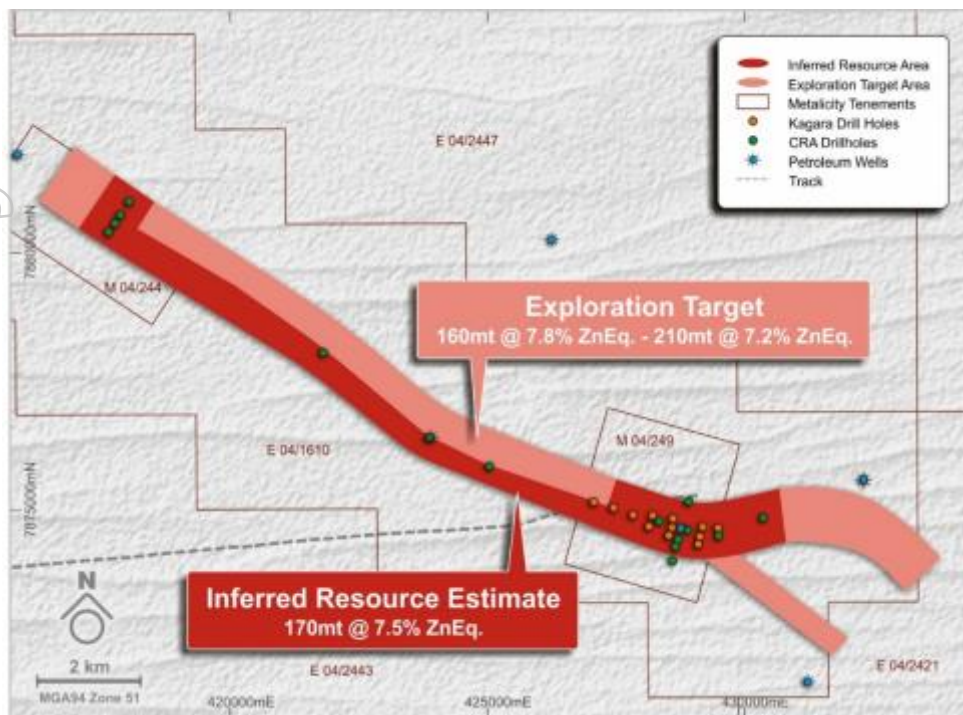 Inferred Resource Area
Exploration Target Area
Metalicity Tenements
Kagara Drill Holes
CRA Drillholes
Petroleum Wells
Track
E 04/2447
7880000mN
M 04/244
Exploration Target
160mt @ 7.8% ZnEq. - 210mt @ 7.2% ZnEq.
E 04/1610
M 04/249
7875000mN
Inferred Resource Estimate
170mt @ 7.5% ZnEq.
N
2 km
MGA94 Zone 51
E 04/2443
E 04/2421
420000mE
425000mE
430000mE